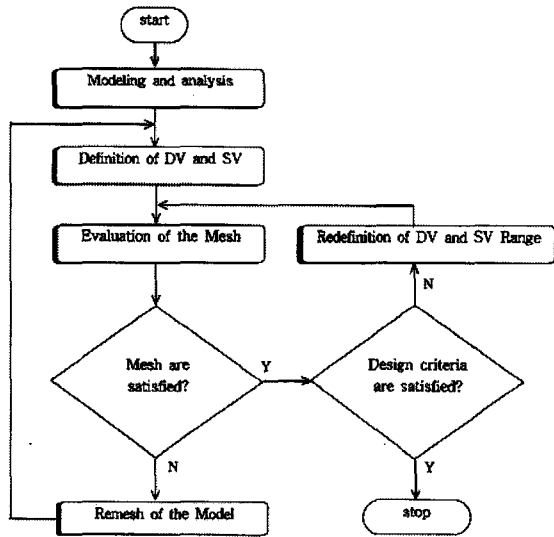 start
Modeling and analysis
Definition of DV and SV
Evaluation of the Mesh
Redefinition of DV and SV Range
N
Mesh are
satisfied?
Y
Design criteria
are satisfied?
N
Y
Remesh of the Model
stop